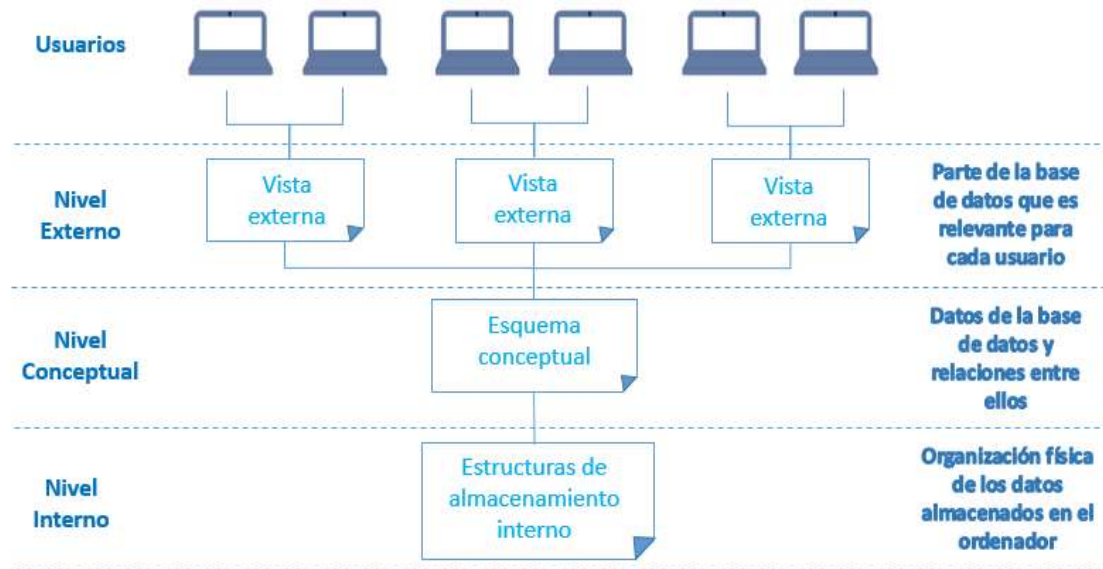 Usuarios
Vista
externa
Vista
externa
Vista
externa
Nivel
Externo
Parte de la base
de datos que es
relevante para
cada usuario
Nivel
Conceptual
Esquema
conceptual
Datos de la base
de datos y
relaciones entre
ellos
Nivel
Interno
Estructuras de
almacenamiento
interno
Organización física
de los datos
almacenados en el
ordenador